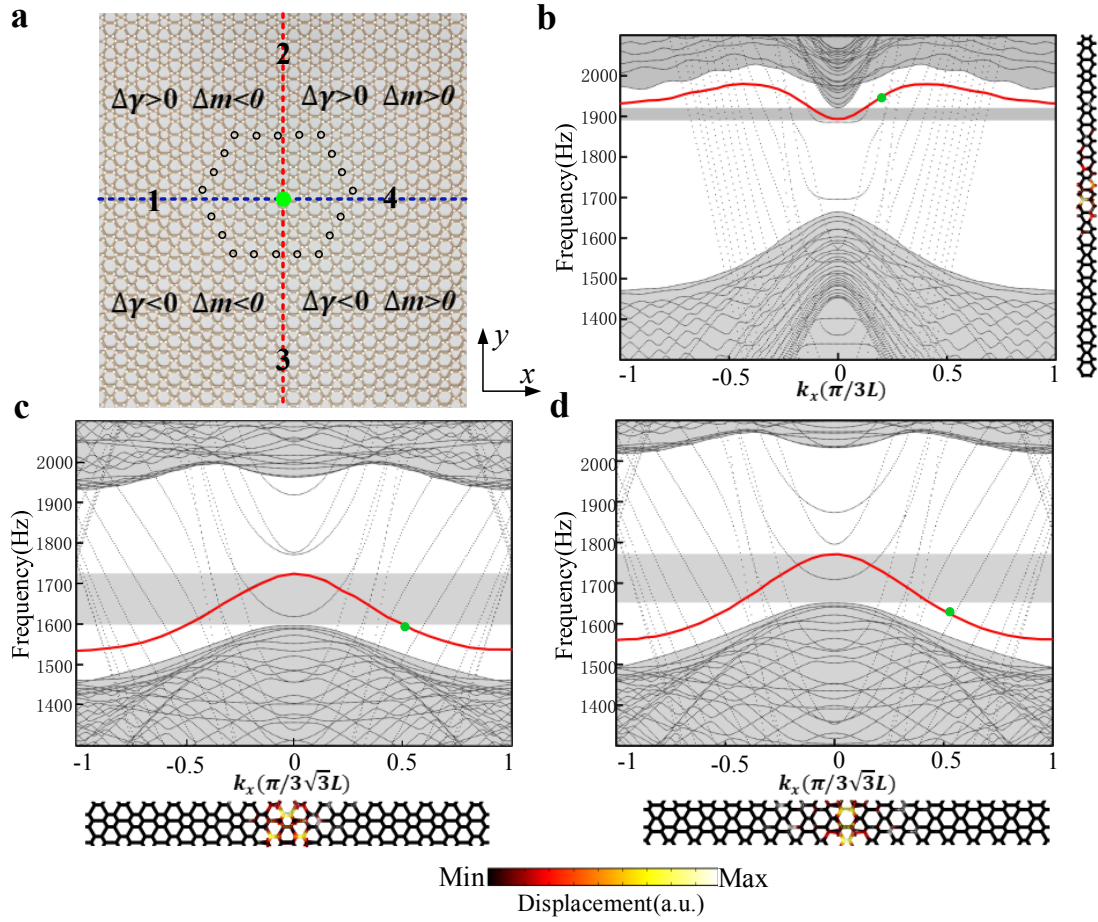 a
2
Δγ>0 Δm<0 Δγ>0 Δm>0
1
4
Δγ<0 Δm<0 Δγ<0 Δm>0
3
y
x
b
Frequency(Hz)
2000
1900
1800
1700
1600
1500
1400
-1 -0.5 0 0.5 1
k_x(π/3L)
c
Frequency(Hz)
2000
1900
1800
1700
1600
1500
1400
-1 -0.5 0 0.5 1
k_x(π/3√3L)
d
Frequency(Hz)
2000
1900
1800
1700
1600
1500
1400
-1 -0.5 0 0.5 1
k_x(π/3√3L)
Min Max
Displacement(a.u.)